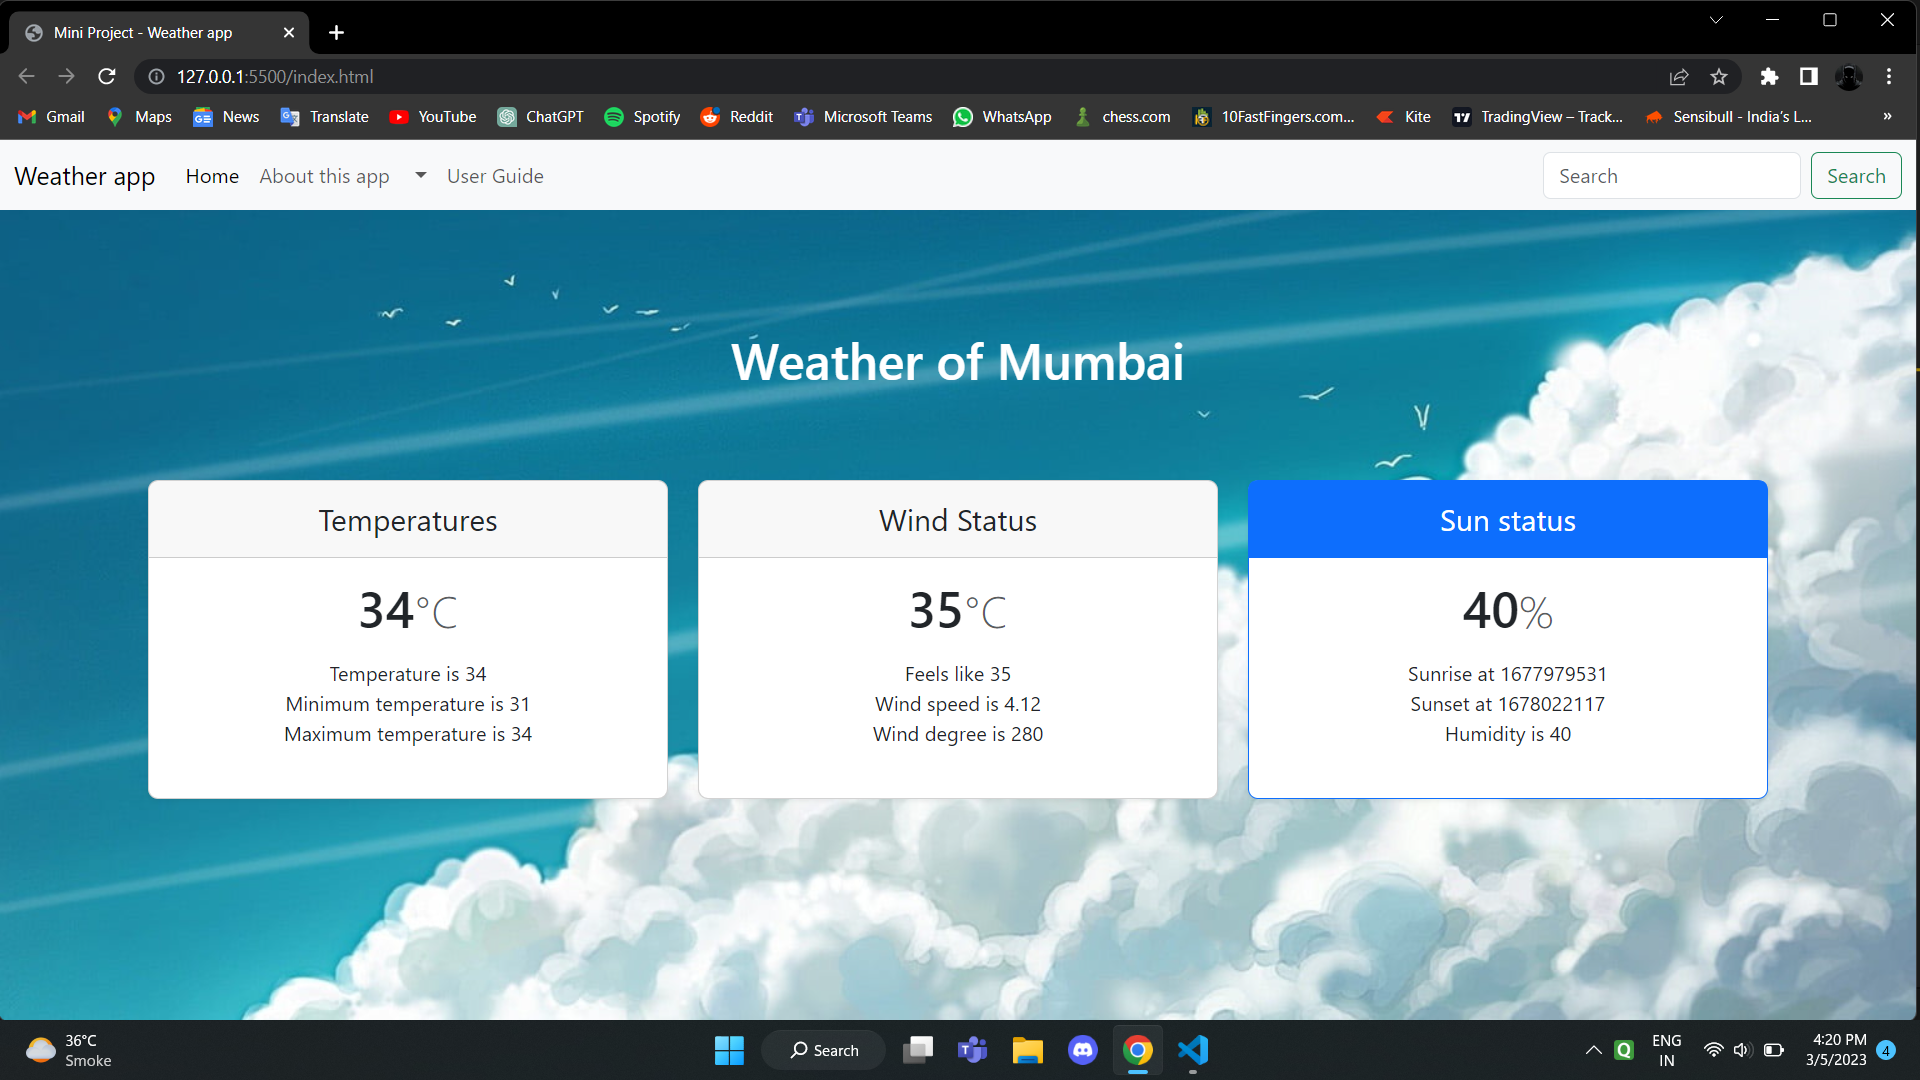 Mini Project - Weather app
127.0.0.1:5500/index.html
Gmail Maps News Translate YouTube ChatGPT Spotify Reddit Microsoft Teams WhatsApp chess.com 10FastFingers.com... Kite TradingView – Track... Sensibull - India's L... »
Weather app Home About this app User Guide Search Search
Weather of Mumbai
Temperatures
34°C
Temperature is 34
Minimum temperature is 31
Maximum temperature is 34
Wind Status
35°C
Feels like 35
Wind speed is 4.12
Wind degree is 280
Sun status
40%
Sunrise at 1677979531
Sunset at 1678022117
Humidity is 40
36°C
Smoke
Search
ENG
IN
4:20 PM
3/5/2023
4